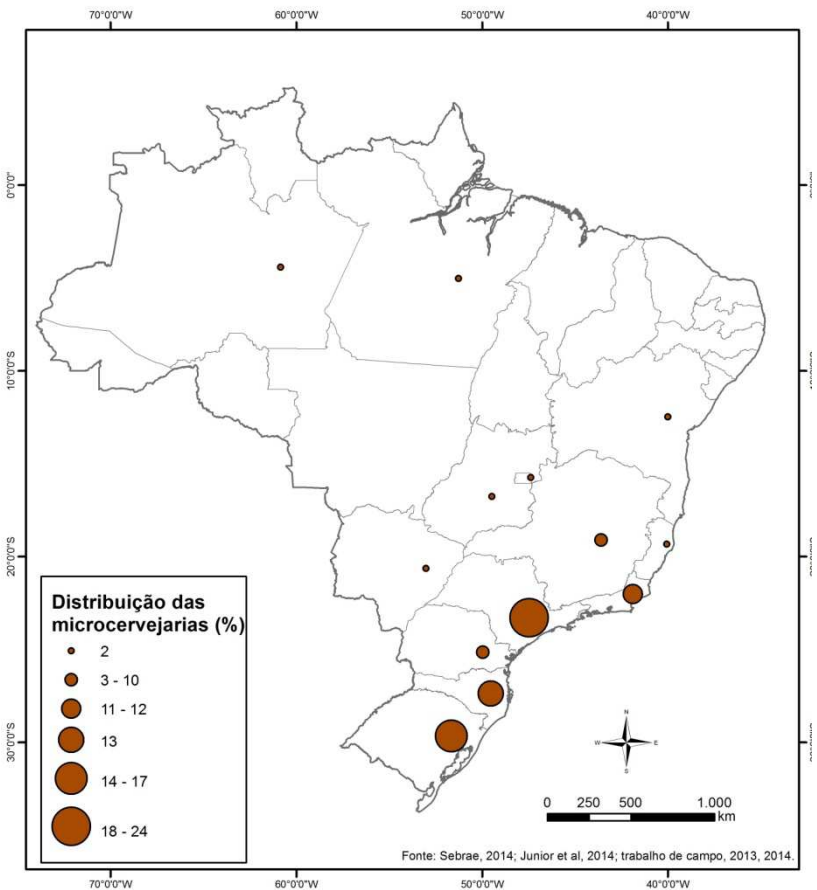 70°0'0"W 60°0'0"W 50°0'0"W 40°0'0"W
0°0'0"
10°0'0"S
20°0'0"S
30°0'0"S
Distribuição das
microcervejarias (%)
2
3 - 10
11 - 12
13
14 - 17
18 - 24
N
W E
S
0 250 500 1.000
km
Fonte: Sebrae, 2014; Junior et al, 2014; trabalho de campo, 2013, 2014.
70°0'0"W 60°0'0"W 50°0'0"W 40°0'0"W